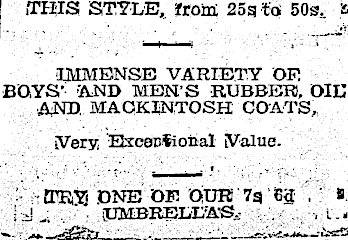 THIS STYLE, from 25s to 50s.
IMMENSE VARIETY OF
BOYS' AND MEN'S RUBBER, OIL
AND MACKINTOSH COATS,
Very Exceptional Value.
TRY ONE OF OUR 7s 6d
UMBRELLAS.